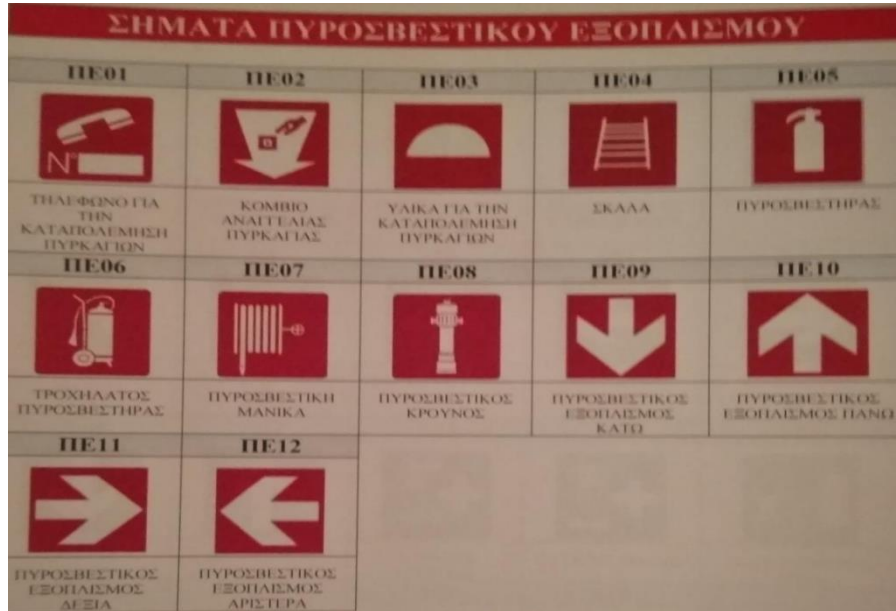 ΣΗΜΑΤΑ ΠΥΡΟΣΒΕΣΤΙΚΟΥ ΕΞΟΠΛΙΣΜΟΥ
ΠΕ01
ΠΕ02
ΠΕ03
ΠΕ04
ΠΕ05
Nº
ΤΗΛΕΦΩΝΟ ΓΙΑ
ΤΗΝ
ΚΑΤΑΠΟΛΕΜΗΣΗ
ΠΥΡΚΑΓΙΩΝ
ΚΟΜΒΙΟ
ΑΝΑΓΓΕΛΙΑΣ
ΠΥΡΚΑΓΙΑΣ
ΥΛΙΚΑ ΓΙΑ ΤΗΝ
ΚΑΤΑΠΟΛΕΜΗΣΗ
ΠΥΡΚΑΓΙΩΝ
ΣΚΑΛΑ
ΠΥΡΟΣΒΕΣΤΗΡΑΣ
ΠΕ06
ΠΕ07
ΠΕ08
ΠΕ09
ΠΕ10
ΤΡΟΧΗΛΑΤΟΣ
ΠΥΡΟΣΒΕΣΤΗΡΑΣ
ΠΥΡΟΣΒΕΣΤΙΚΗ
ΜΑΝΙΚΑ
ΠΥΡΟΣΒΕΣΤΙΚΟΣ
ΚΡΟΥΝΟΣ
ΠΥΡΟΣΒΕΣΤΙΚΟΣ
ΕΞΟΠΛΙΣΜΟΣ
ΚΑΤΩ
ΠΥΡΟΣΒΕΣΤΙΚΟΣ
ΕΞΟΠΛΙΣΜΟΣ ΠΑΝΩ
ΠΕ11
ΠΕ12
ΠΥΡΟΣΒΕΣΤΙΚΟΣ
ΕΞΟΠΛΙΣΜΟΣ
ΔΕΞΙΑ
ΠΥΡΟΣΒΕΣΤΙΚΟΣ
ΕΞΟΠΛΙΣΜΟΣ
ΑΡΙΣΤΕΡΑ